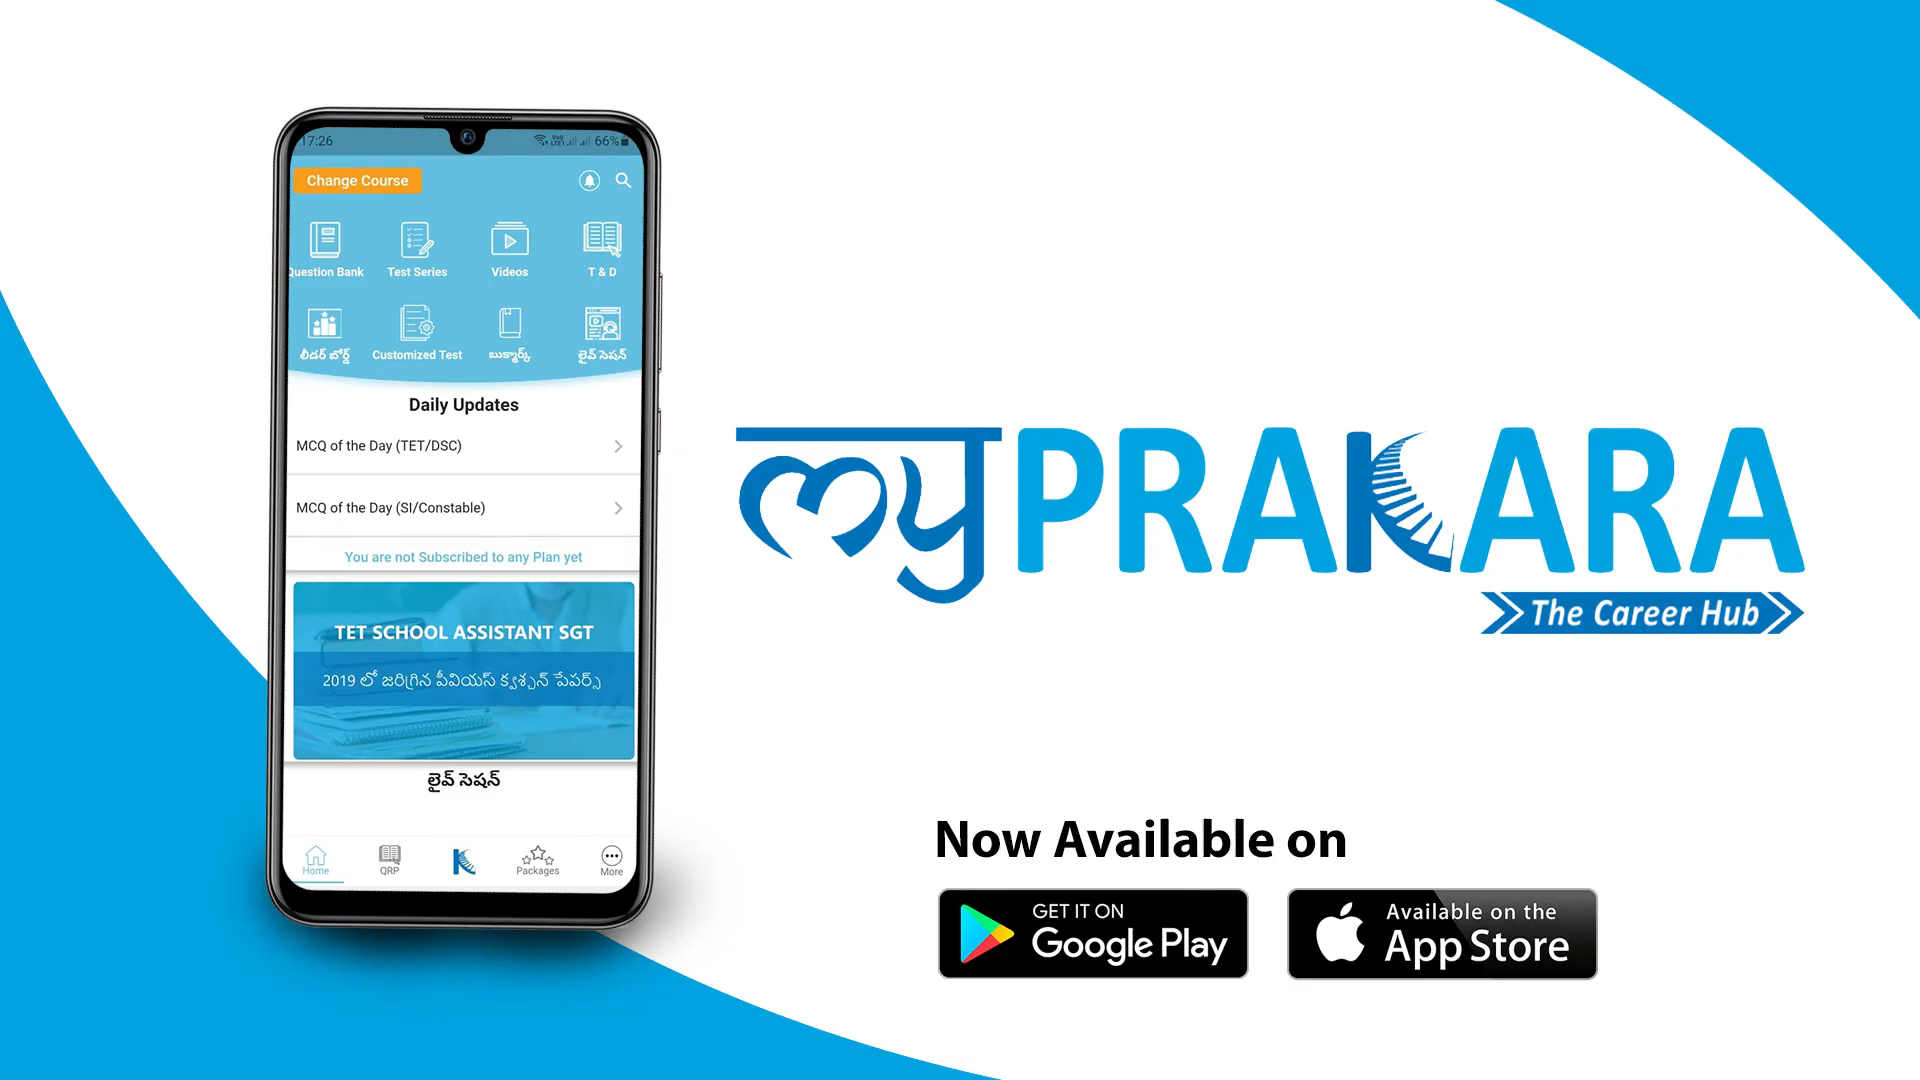 17:26
66%
Change Course
Question Bank
Test Series
Videos
T & D
లీడర్ బోర్డ్
Customized Test
బుక్మార్క్
లైవ్ సెషన్
Daily Updates
MCQ of the Day (TET/DSC)
MCQ of the Day (SI/Constable)
You are not Subscribed to any Plan yet
TET SCHOOL ASSISTANT SGT
2019 లో జరిగిన పీవియస్ క్వశ్చన్ పేపర్స్
లైవ్ సెషన్
Home
QRP
Packages
More
my PRAKARA
The Career Hub
Now Available on
GET IT ON
Google Play
Available on the
App Store